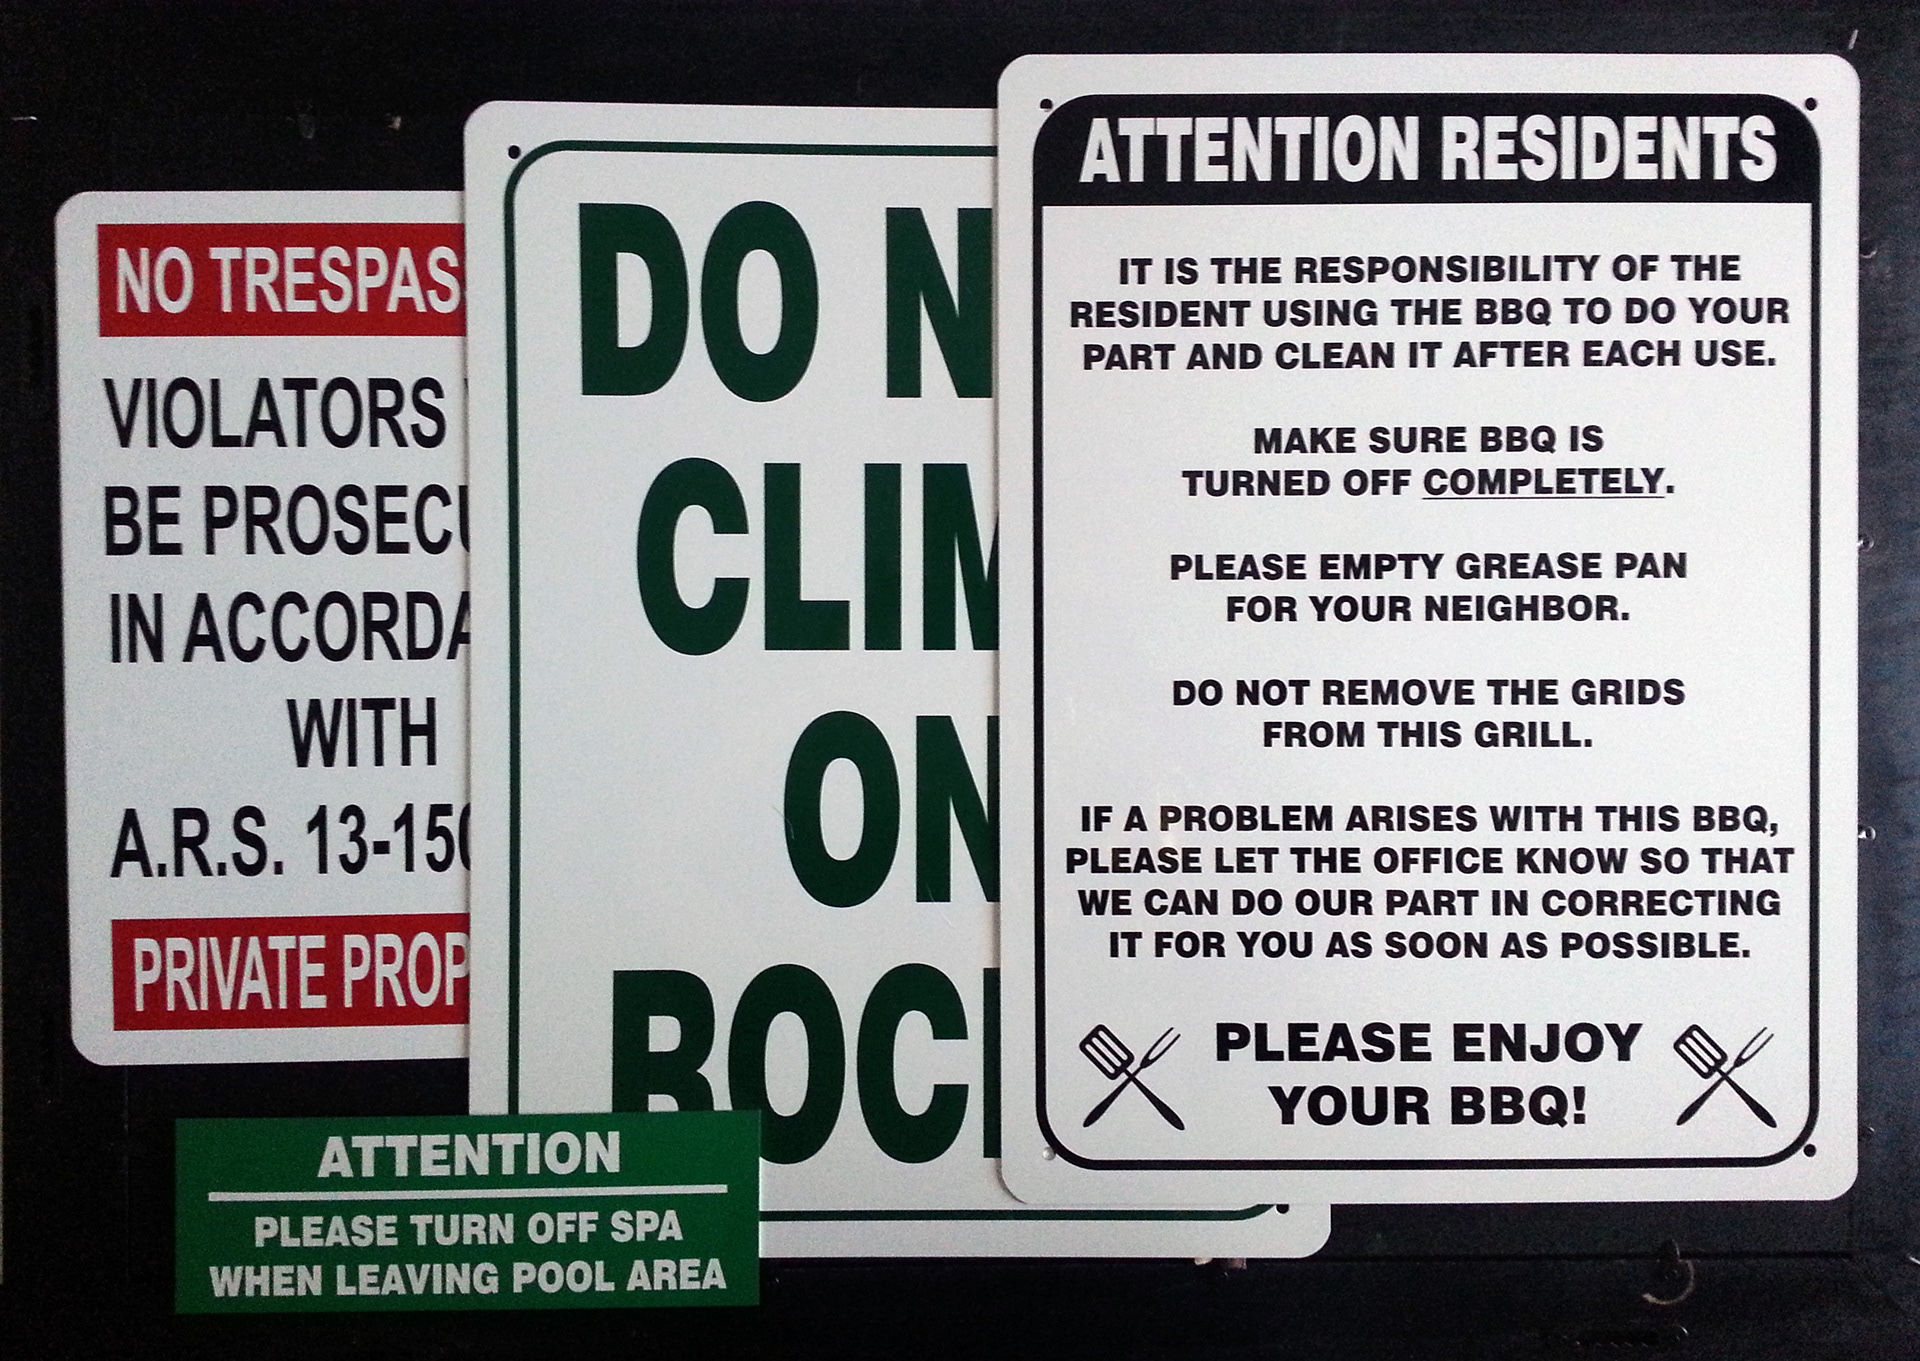 NO TRESPAS
VIOLATORS
BE PROSECU
IN ACCORDA
WITH
A.R.S. 13-150
PRIVATE PROP
DO N
CLIM
ON
ROCK
ATTENTION
PLEASE TURN OFF SPA
WHEN LEAVING POOL AREA
ATTENTION RESIDENTS
IT IS THE RESPONSIBILITY OF THE
RESIDENT USING THE BBQ TO DO YOUR
PART AND CLEAN IT AFTER EACH USE.
MAKE SURE BBQ IS
TURNED OFF COMPLETELY.
PLEASE EMPTY GREASE PAN
FOR YOUR NEIGHBOR.
DO NOT REMOVE THE GRIDS
FROM THIS GRILL.
IF A PROBLEM ARISES WITH THIS BBQ,
PLEASE LET THE OFFICE KNOW SO THAT
WE CAN DO OUR PART IN CORRECTING
IT FOR YOU AS SOON AS POSSIBLE.
PLEASE ENJOY
YOUR BBQ!